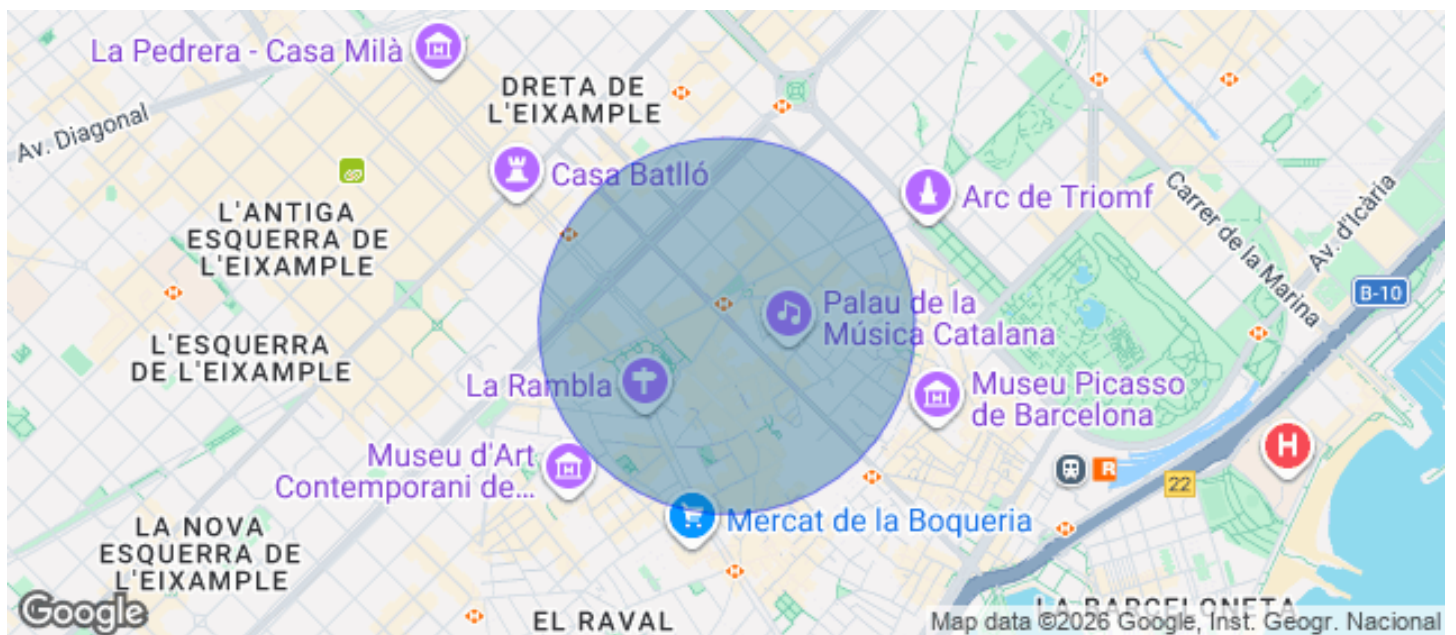 La Pedrera - Casa Milà
DRETA DE
L'EIXAMPLE
Av. Diagonal
Casa Batlló
Arc de Triomf
Carrer de la Marina
Av. d'Icària
L'ANTIGA
ESQUERRA DE
L'EIXAMPLE
B-10
Palau de la
Música Catalana
L'ESQUERRA
DE L'EIXAMPLE
La Rambla
Museu Picasso
de Barcelona
H
Museu d'Art
Contemporani de...
R
22
Mercat de la Boqueria
LA NOVA
ESQUERRA DE
L'EIXAMPLE
EL RAVAL
LA BARCELONETA
Google
Map data ©2026 Google, Inst. Geogr. Nacional